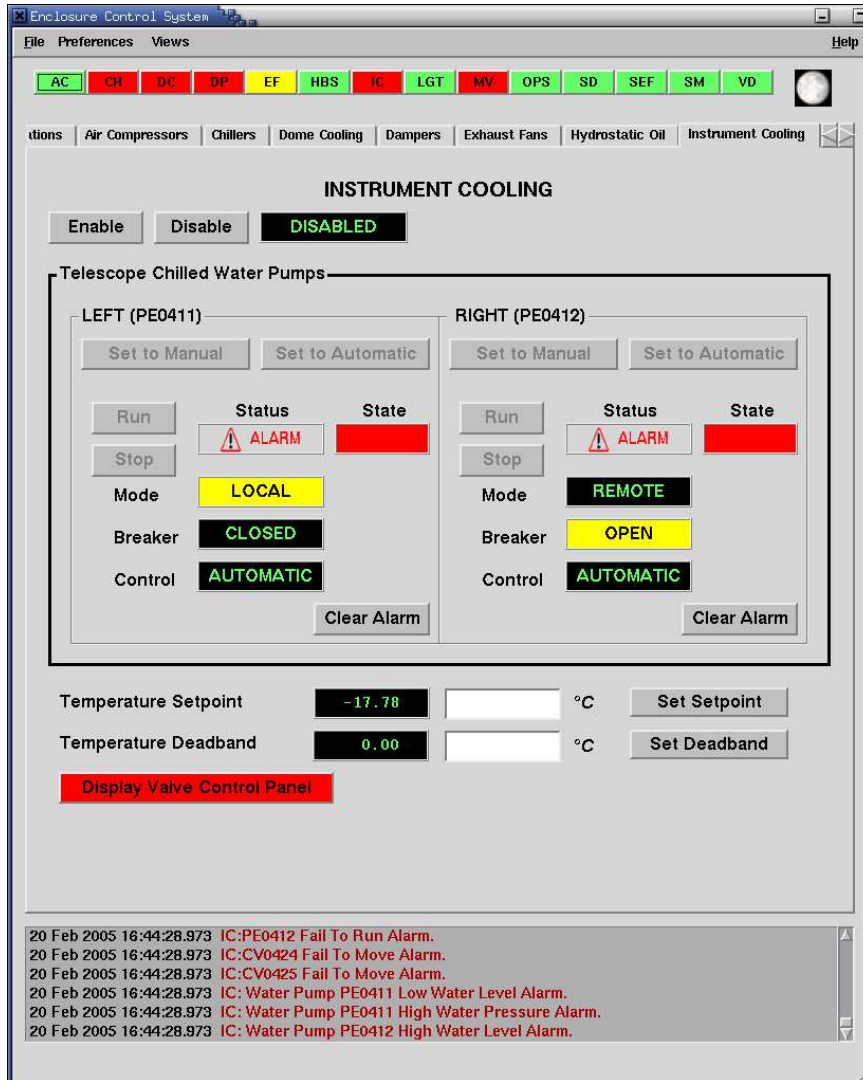 Enclosure Control System
File Preferences Views Help
AC CH DC DP EF HBS IC LGT MV OPS SD SEF SM VD
tions Air Compressors Chillers Dome Cooling Dampers Exhaust Fans Hydrostatic Oil Instrument Cooling
INSTRUMENT COOLING
Enable Disable DISABLED
Telescope Chilled Water Pumps
LEFT (PE0411) RIGHT (PE0412)
Set to Manual Set to Automatic Set to Manual Set to Automatic
Run Status State Run Status State
ALARM ALARM
Stop Stop
Mode LOCAL Mode REMOTE
Breaker CLOSED Breaker OPEN
Control AUTOMATIC Control AUTOMATIC
Clear Alarm Clear Alarm
Temperature Setpoint -17.78 °C Set Setpoint
Temperature Deadband 0.00 °C Set Deadband
Display Valve Control Panel
20 Feb 2005 16:44:28.973 IC:PE0412 Fail To Run Alarm.
20 Feb 2005 16:44:28.973 IC:CV0424 Fail To Move Alarm.
20 Feb 2005 16:44:28.973 IC:CV0425 Fail To Move Alarm.
20 Feb 2005 16:44:28.973 IC: Water Pump PE0411 Low Water Level Alarm.
20 Feb 2005 16:44:28.973 IC: Water Pump PE0411 High Water Pressure Alarm.
20 Feb 2005 16:44:28.973 IC: Water Pump PE0412 High Water Level Alarm.